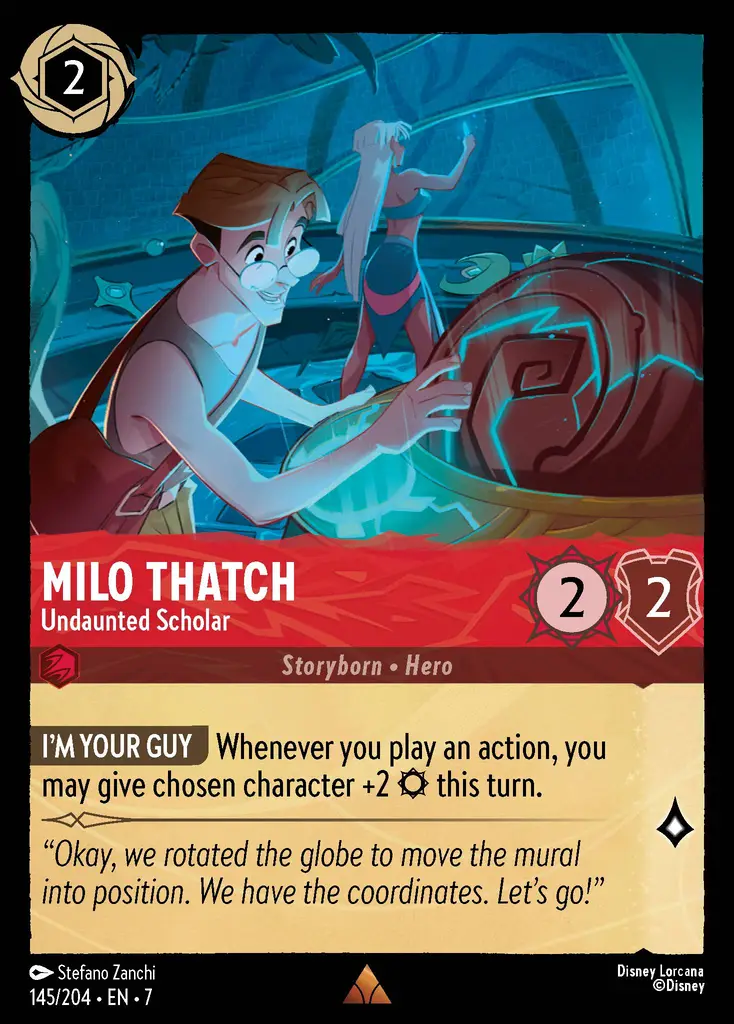 2
MILO THATCH
Undaunted Scholar
2
2
Storyborn • Hero
I'M YOUR GUY Whenever you play an action, you
may give chosen character +2 this turn.
“Okay, we rotated the globe to move the mural
into position. We have the coordinates. Let's go!”
Stefano Zanchi
145/204 • EN • 7
Disney Lorcana
©Disney